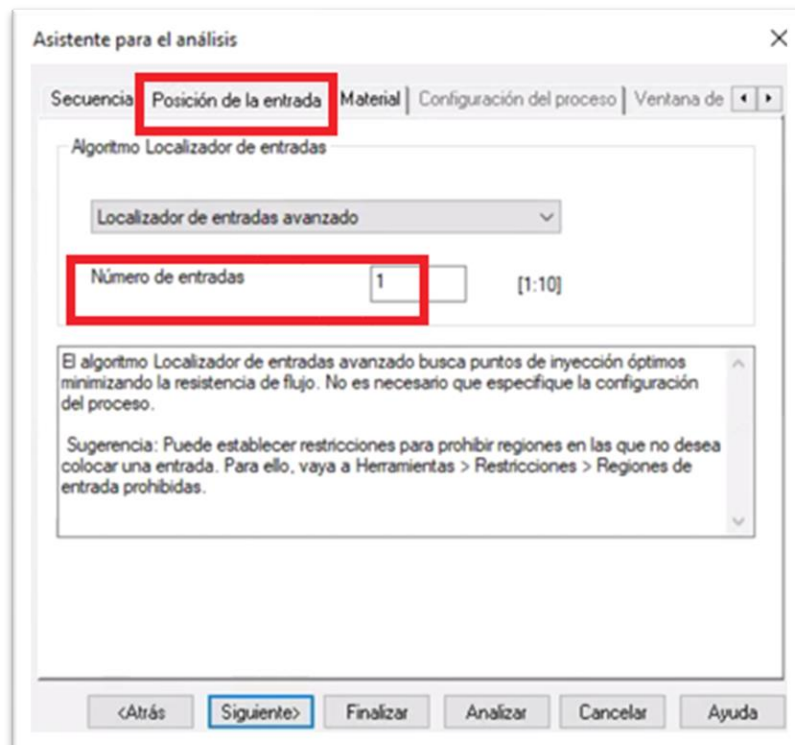 Asistente para el análisis
Secuencia Posición de la entrada Material Configuración del proceso Ventana de
Algoritmo Localizador de entradas
Localizador de entradas avanzado
Número de entradas 1 [1:10]
El algoritmo Localizador de entradas avanzado busca puntos de inyección óptimos
minimizando la resistencia de flujo. No es necesario que especifique la configuración
del proceso.
Sugerencia: Puede establecer restricciones para prohibir regiones en las que no desea
colocar una entrada. Para ello, vaya a Herramientas > Restricciones > Regiones de
entrada prohibidas.
<Atrás Siguiente> Finalizar Analizar Cancelar Ayuda